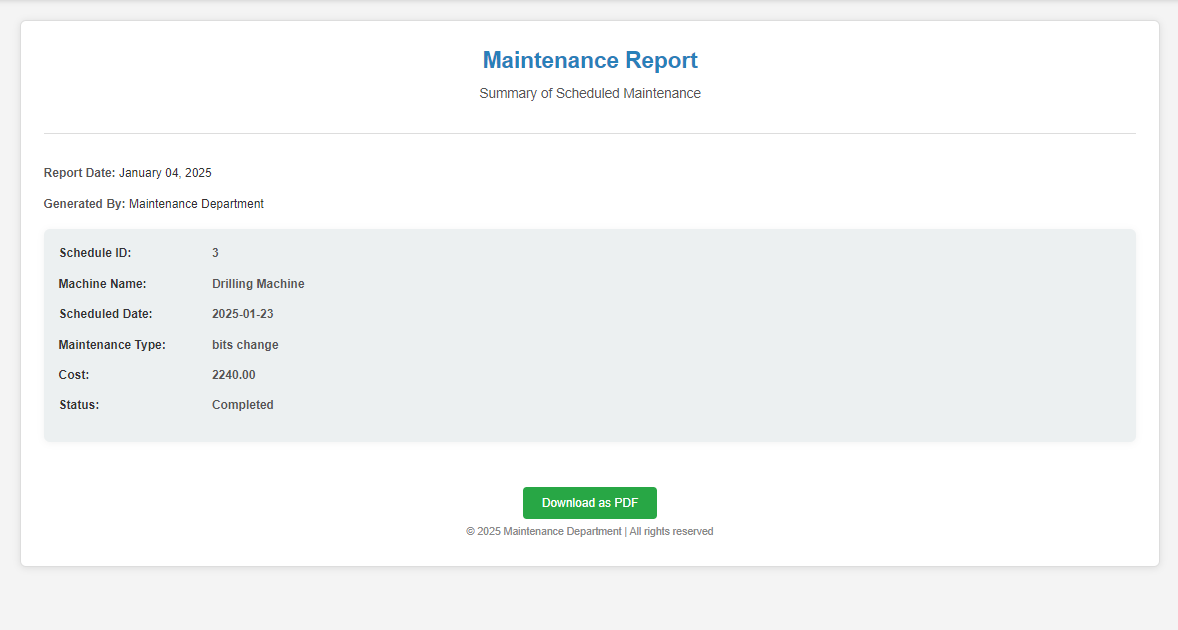 Maintenance Report
Summary of Scheduled Maintenance
Report Date: January 04, 2025
Generated By: Maintenance Department
Schedule ID: 3
Machine Name: Drilling Machine
Scheduled Date: 2025-01-23
Maintenance Type: bits change
Cost: 2240.00
Status: Completed
Download as PDF
© 2025 Maintenance Department | All rights reserved